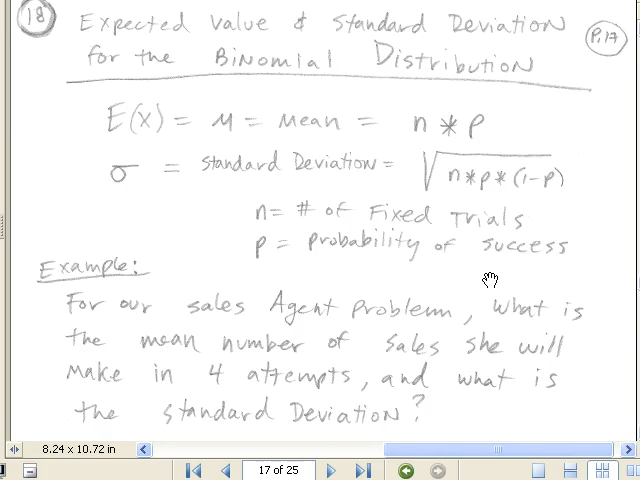 18 Expected Value & Standard Deviation P.17
for the Binomial Distribution
E(x) = μ = Mean = n * p
σ = Standard Deviation = √n*p*(1-p)
n = # of Fixed Trials
p = probability of success
Example:
For our sales Agent problem, what is
the mean number of sales she will
make in 4 attempts, and what is
the standard Deviation?
8.24 x 10.72 in
17 of 25